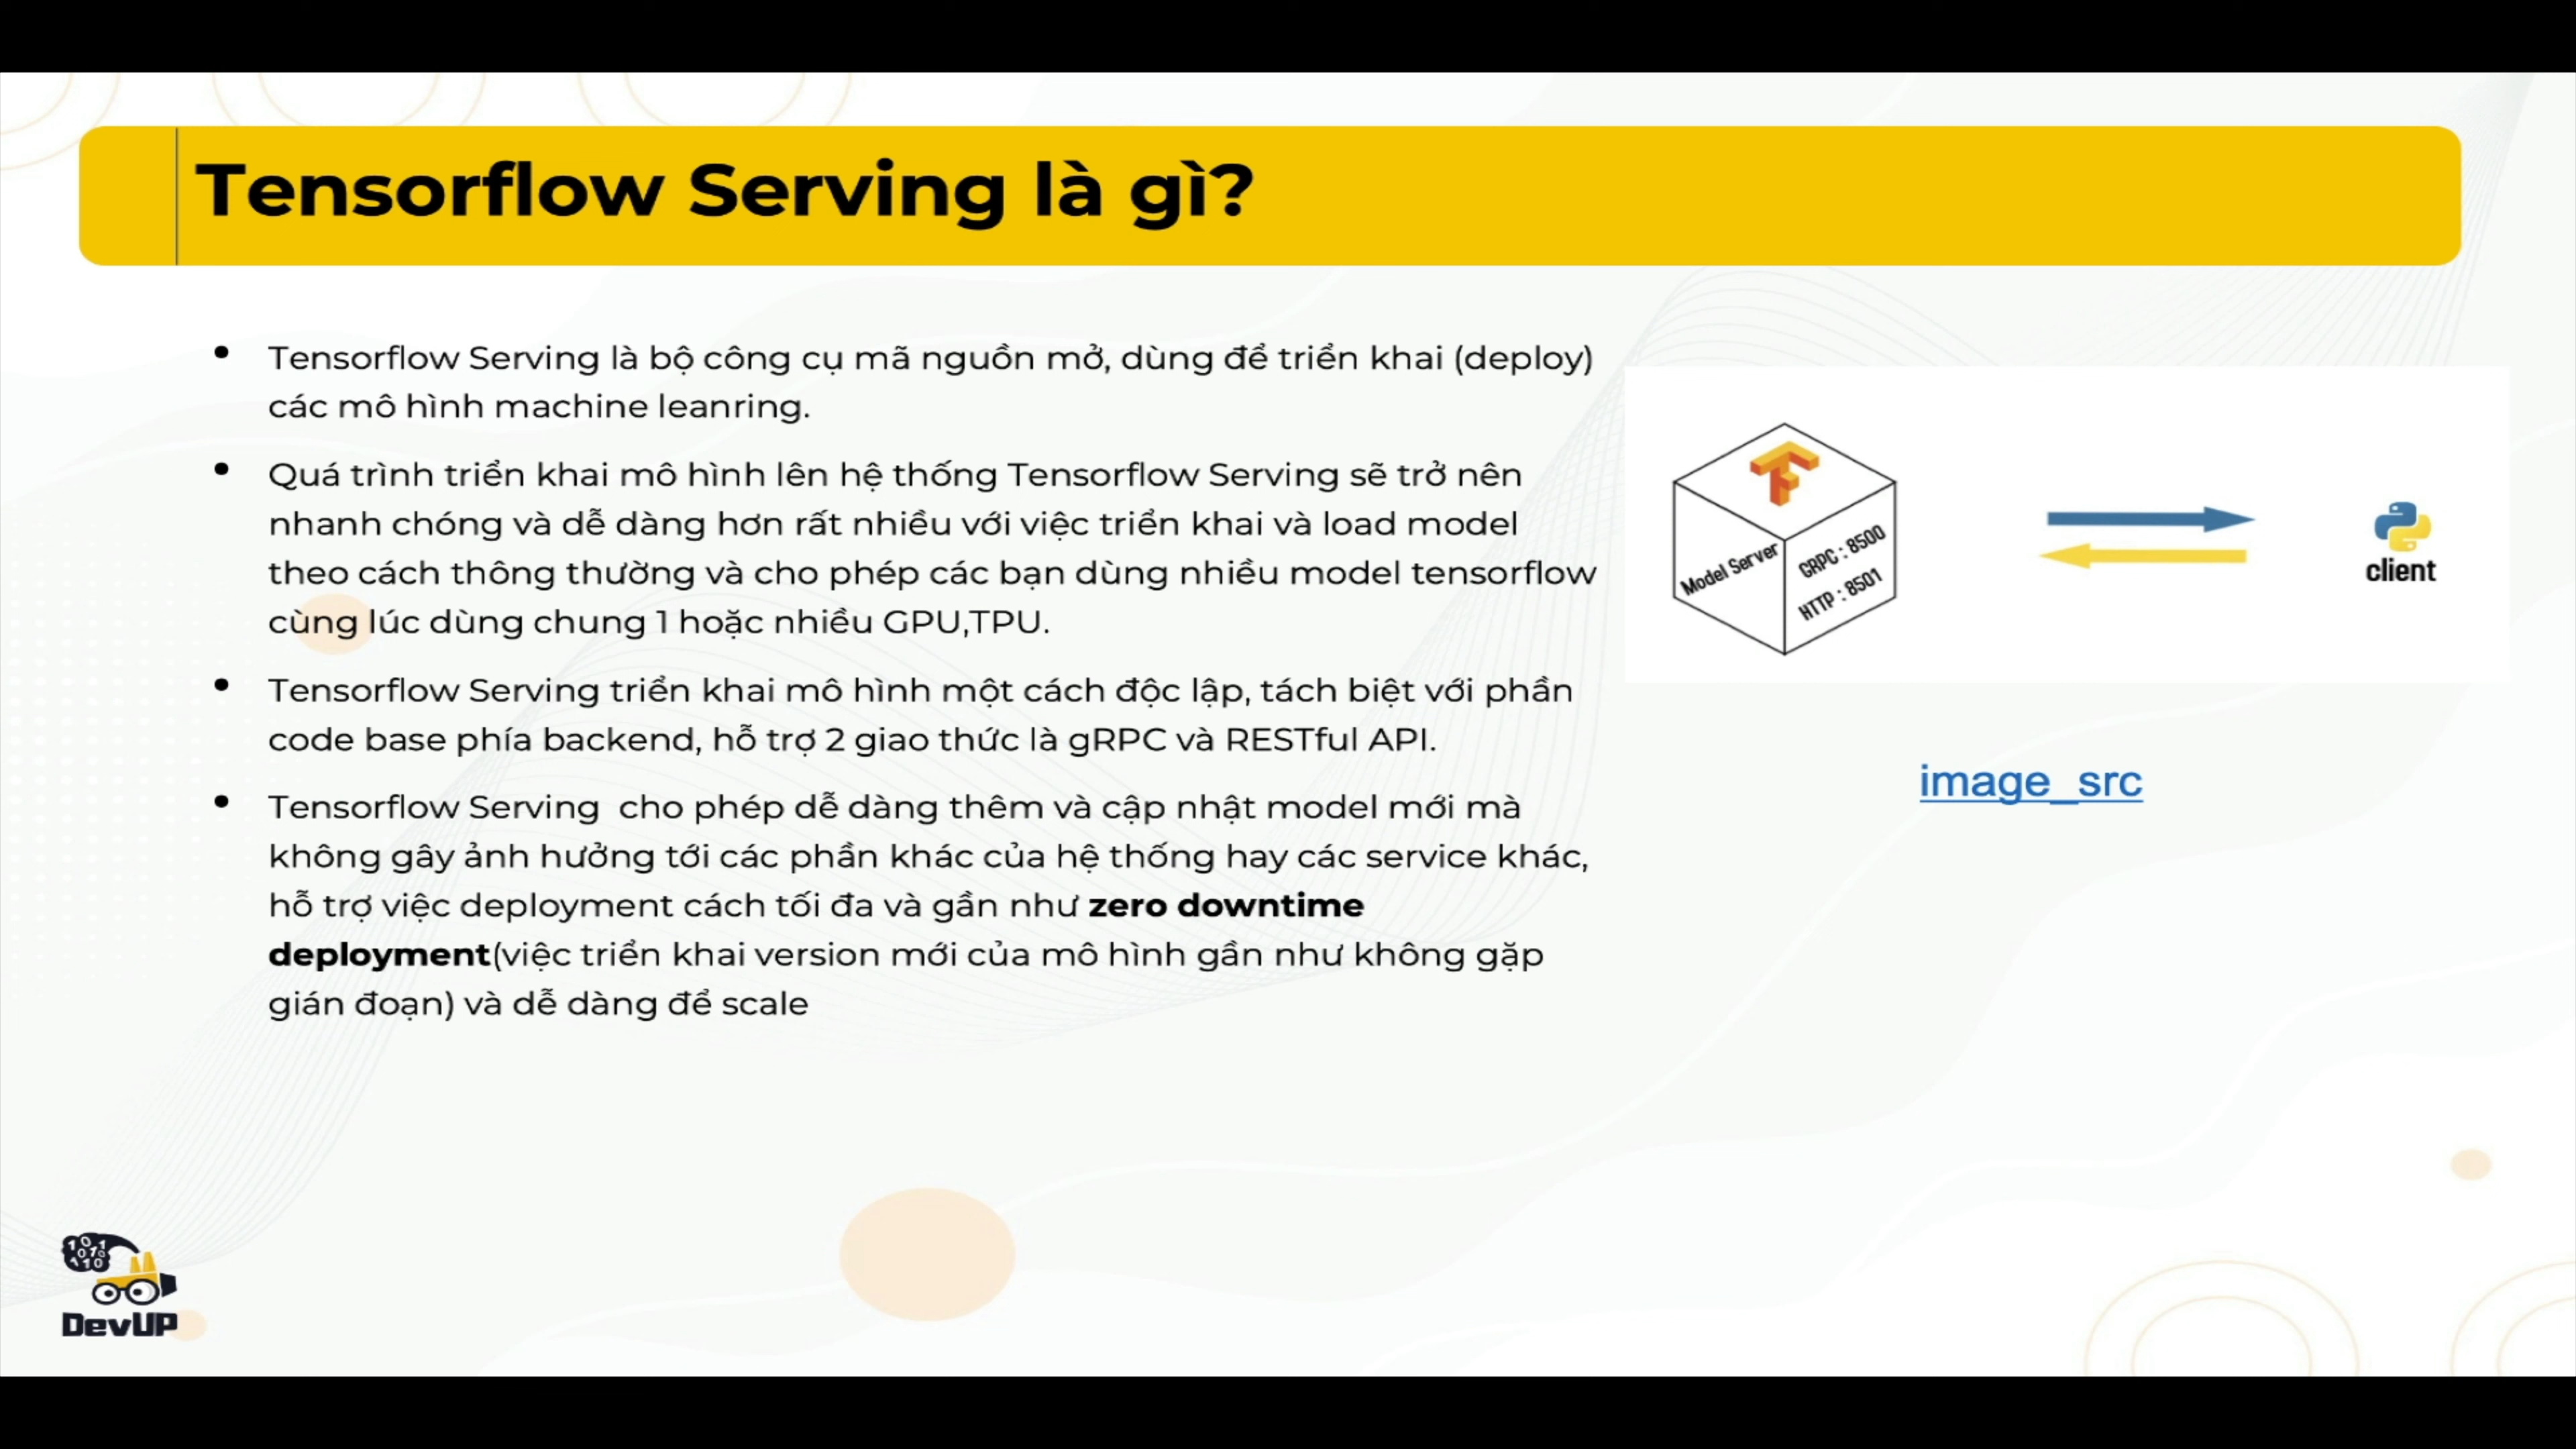 Tensorflow Serving là gì?
• Tensorflow Serving là bộ công cụ mã nguồn mở, dùng để triển khai (deploy)
các mô hình machine leanring.
• Quá trình triển khai mô hình lên hệ thống Tensorflow Serving sẽ trở nên
nhanh chóng và dễ dàng hơn rất nhiều với việc triển khai và load model
theo cách thông thường và cho phép các bạn dùng nhiều model tensorflow
cùng lúc dùng chung 1 hoặc nhiều GPU,TPU.
• Tensorflow Serving triển khai mô hình một cách độc lập, tách biệt với phần
code base phía backend, hỗ trợ 2 giao thức là gRPC và RESTful API.
• Tensorflow Serving  cho phép dễ dàng thêm và cập nhật model mới mà
không gây ảnh hưởng tới các phần khác của hệ thống hay các service khác,
hỗ trợ việc deployment cách tối đa và gần như zero downtime
deployment(việc triển khai version mới của mô hình gần như không gặp
gián đoạn) và dễ dàng để scale
Model Server
GRPC : 8500
HTTP : 8501
client
image_src
101
0710
10
DevUP